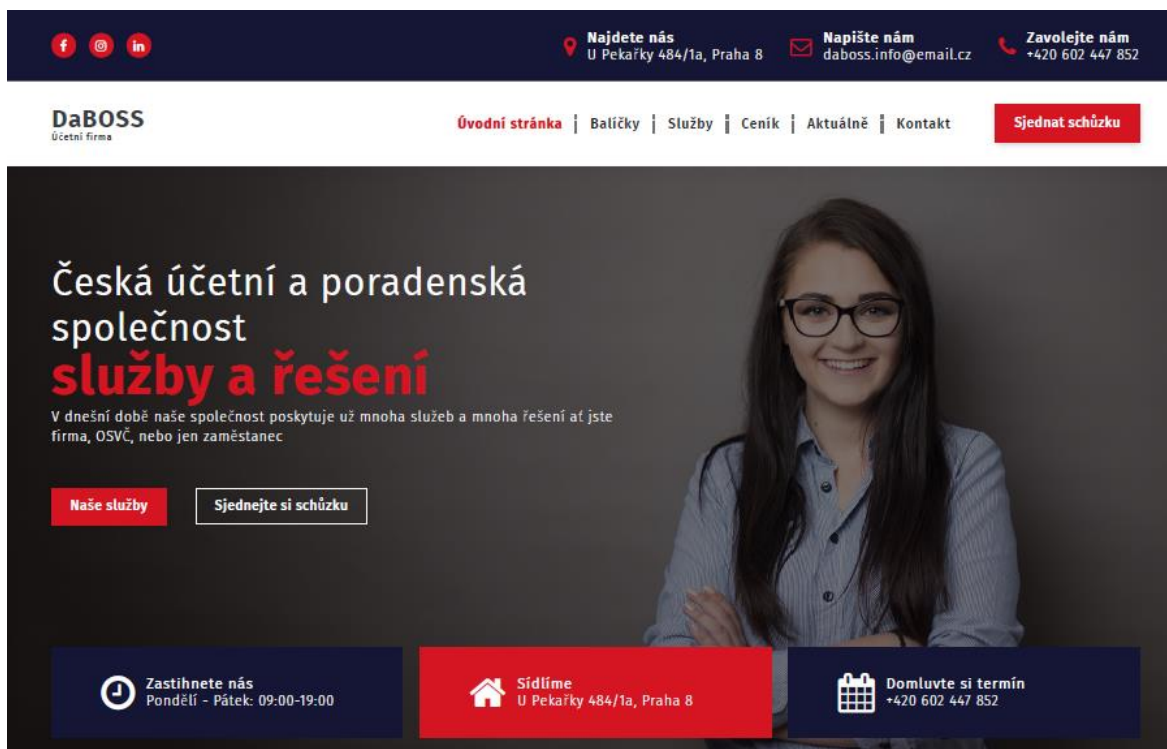 Najdete nás
U Pekařky 484/1a, Praha 8
Napište nám
daboss.info@email.cz
Zavolejte nám
+420 602 447 852
DaBOSS
Účetní firma
Úvodní stránka | Balíčky | Služby | Ceník | Aktuálně | Kontakt
Sjednat schůzku
Česká účetní a poradenská
společnost
služby a řešení
V dnešní době naše společnost poskytuje už mnoha služeb a mnoha řešení ať jste
firma, OSVČ, nebo jen zaměstanec
Naše služby
Sjednejte si schůzku
Zastihnete nás
Pondělí - Pátek: 09:00-19:00
Sídlíme
U Pekařky 484/1a, Praha 8
Domluvte si termín
+420 602 447 852